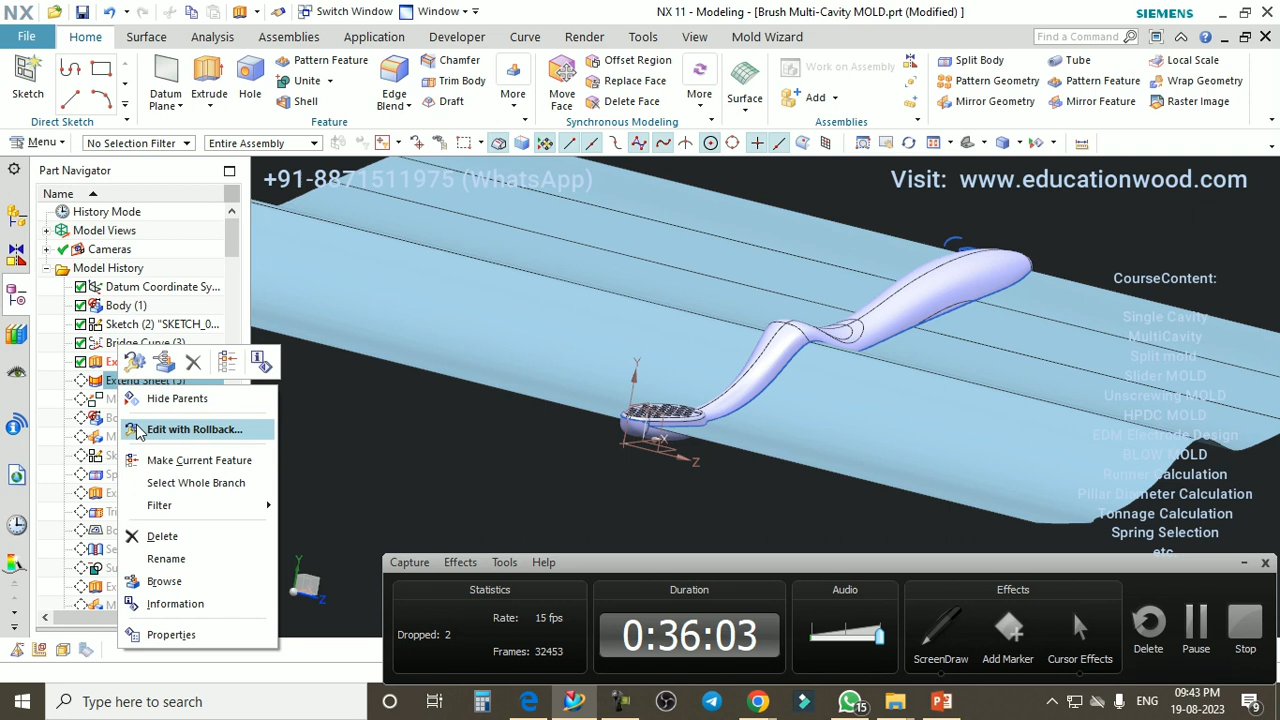 NX
Switch Window
Window
NX 11 - Modeling - [Brush Multi-Cavity MOLD.prt (Modified) ]
SIEMENS
File
Home
Surface
Analysis
Assemblies
Application
Company
Developer
Curve
Render
Tools
View
Mold Wizard
Find a Command
Sketch
Direct Sketch
Datum
Plane
Extrude
Hole
Pattern Feature
Unite
Shell
Edge
Blend
Chamfer
Trim Body
Draft
More
Feature
Move
Face
Offset Region
Replace Face
Delete Face
More
Synchronous Modeling
Surface
Work on Assembly
Add
Split Body
Pattern Geometry
Mirror Geometry
Tube
Pattern Feature
Mirror Feature
Local Scale
Wrap Geometry
Raster Image
Assemblies
Menu
No Selection Filter
Entire Assembly
Part Navigator
Name
History Mode
Model Views
Cameras
Model History
Datum Coordinate Sy...
Body (1)
Sketch (2) "SKETCH_0...
Bridge Curve (3)
Extend Sheet (5)
Hide Parents
Edit with Rollback...
Make Current Feature
Select Whole Branch
Filter
Delete
Rename
Browse
Information
Properties
+91-8871511975 (WhatsApp)
Visit: www.educationwood.com
CourseContent:
Single Cavity
MultiCavity
Split mold
Slider MOLD
Unscrewing MOLD
HPDC MOLD
EDM Electrode Design
BLOW MOLD
Runner Calculation
Pillar Diameter Calculation
Tonnage Calculation
Spring Selection
etc
Y
X
Z
Y
Z
Capture
Effects
Tools
Help
Statistics
Rate: 15 fps
Dropped: 2
Frames: 32453
Duration
0:36:03
Audio
Effects
ScreenDraw
Add Marker
Cursor Effects
Delete
Pause
Stop
Type here to search
15
ENG
09:43 PM
19-08-2023
9